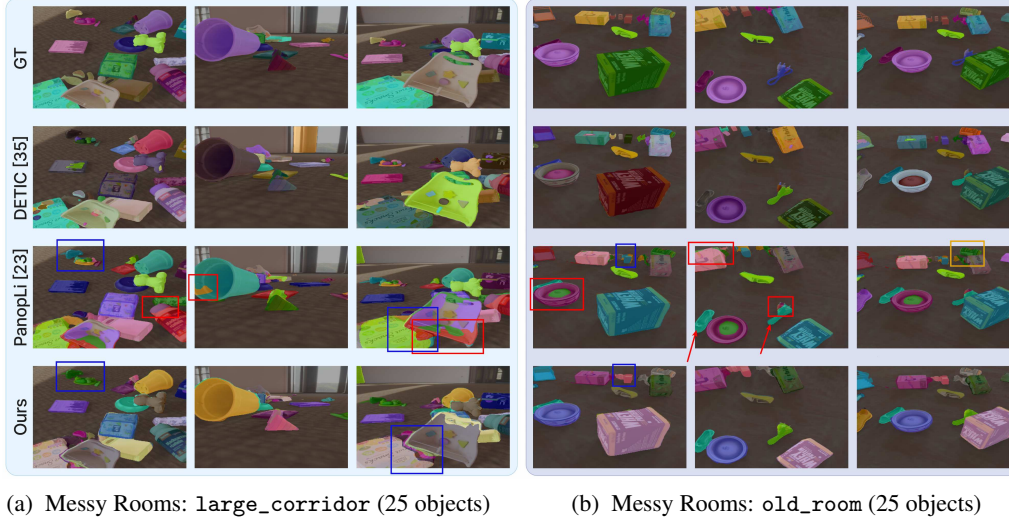 GT
DETIC [35]
PanopLi [23]
Ours
(a) Messy Rooms: large_corridor (25 objects)
(b) Messy Rooms: old_room (25 objects)